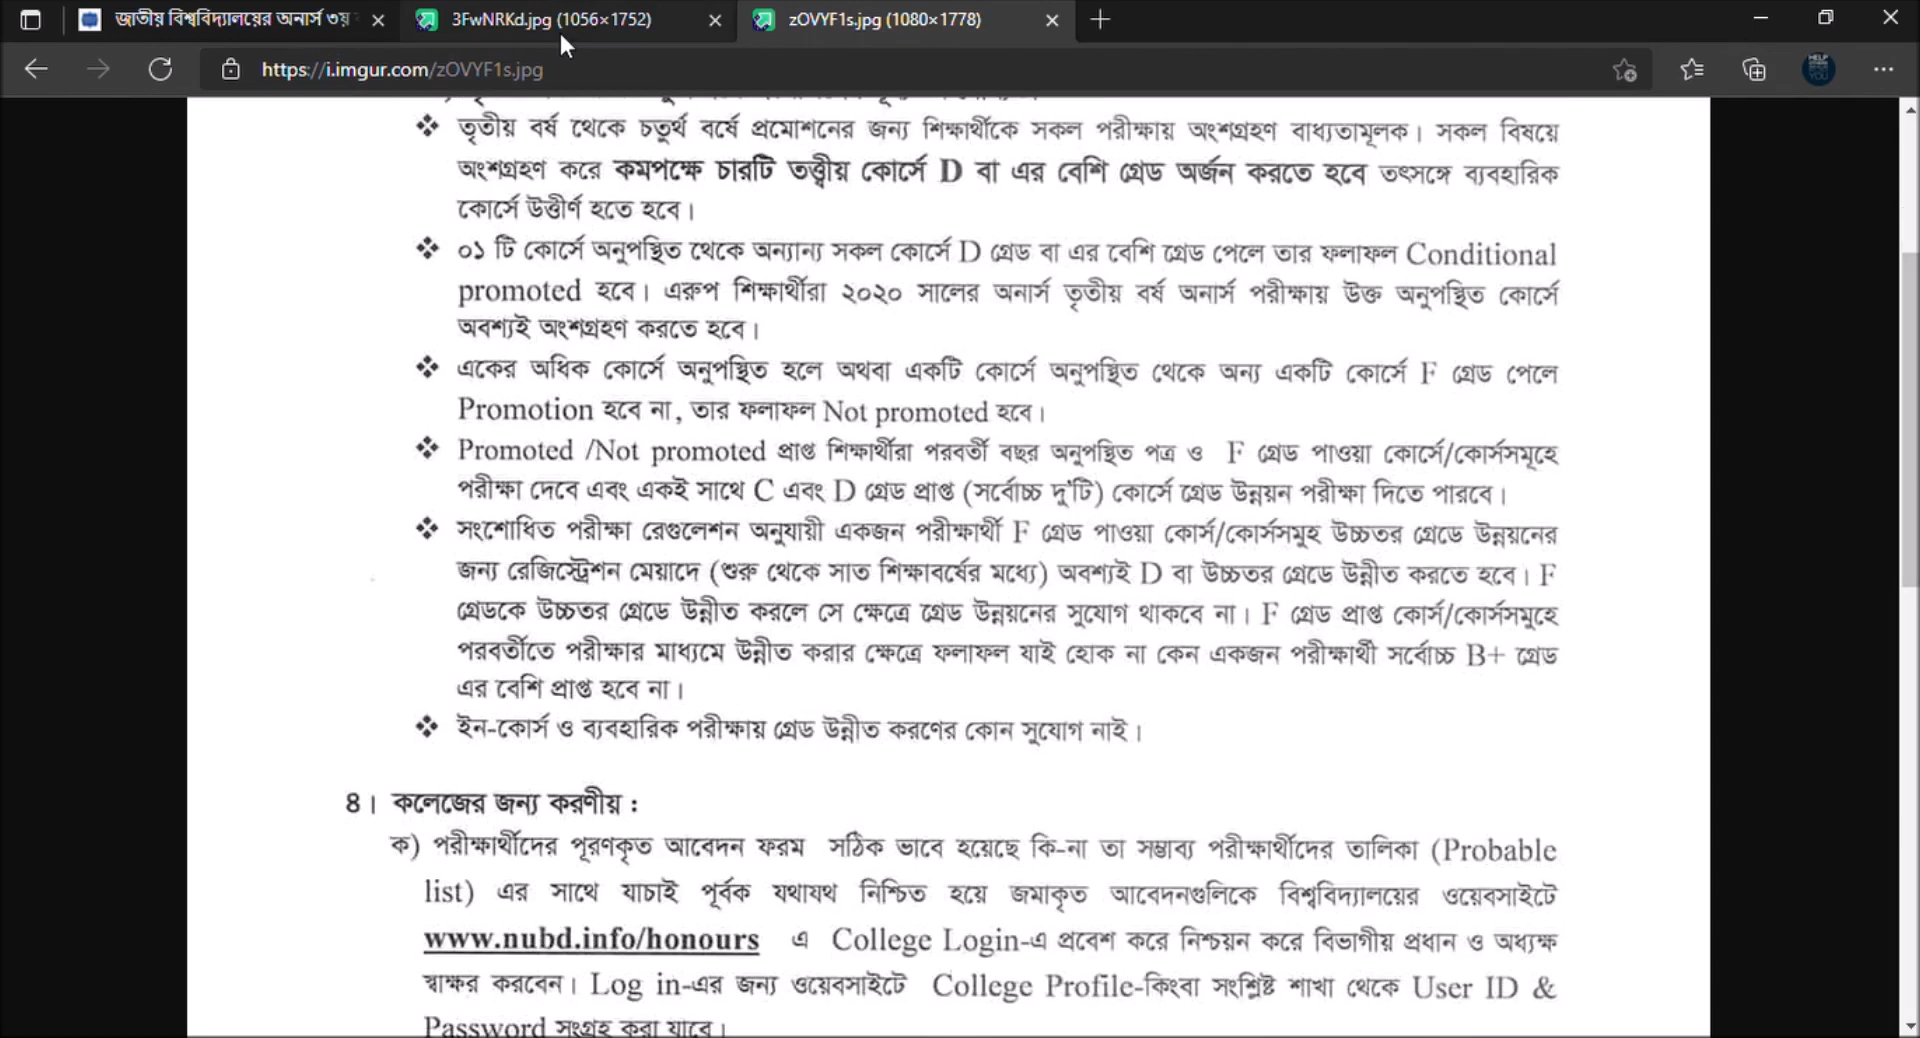 জাতীয় বিশ্ববিদ্যালয়ের অনার্স ৩য়
3FwNRKd.jpg (1056×1752)
zOVYF1s.jpg (1080×1778)
https://i.imgur.com/zOVYF1s.jpg
❖ তৃতীয় বর্ষ থেকে চতুর্থ বর্ষে প্রমোশনের জন্য শিক্ষার্থীকে সকল পরীক্ষায় অংশগ্রহণ বাধ্যতামূলক। সকল বিষয়ে
অংশগ্রহণ করে কমপক্ষে চারটি তত্ত্বীয় কোর্সে D বা এর বেশি গ্রেড অর্জন করতে হবে তৎসঙ্গে ব্যবহারিক
কোর্সে উত্তীর্ণ হতে হবে।
❖ ০১ টি কোর্সে অনুপস্থিত থেকে অন্যান্য সকল কোর্সে D গ্রেড বা এর বেশি গ্রেড পেলে তার ফলাফল Conditional
promoted হবে। এরুপ শিক্ষার্থীরা ২০২০ সালের অনার্স তৃতীয় বর্ষ অনার্স পরীক্ষায় উক্ত অনুপস্থিত কোর্সে
অবশ্যই অংশগ্রহণ করতে হবে।
❖ একের অধিক কোর্সে অনুপস্থিত হলে অথবা একটি কোর্সে অনুপস্থিত থেকে অন্য একটি কোর্সে F গ্রেড পেলে
Promotion হবে না, তার ফলাফল Not promoted হবে।
❖ Promoted /Not promoted প্রাপ্ত শিক্ষার্থীরা পরবর্তী বছর অনুপস্থিত পত্র ও F গ্রেড পাওয়া কোর্সে/কোর্সসমূহে
পরীক্ষা দেবে এবং একই সাথে C এবং D গ্রেড প্রাপ্ত (সর্বোচ্চ দু'টি) কোর্সে গ্রেড উন্নয়ন পরীক্ষা দিতে পারবে।
❖ সংশোধিত পরীক্ষা রেগুলেশন অনুযায়ী একজন পরীক্ষার্থী F গ্রেড পাওয়া কোর্স/কোর্সসমুহ উচ্চতর গ্রেডে উন্নয়নের
জন্য রেজিস্ট্রেশন মেয়াদে (শুরু থেকে সাত শিক্ষাবর্ষের মধ্যে) অবশ্যই D বা উচ্চতর গ্রেডে উন্নীত করতে হবে। F
গ্রেডকে উচ্চতর গ্রেডে উন্নীত করলে সে ক্ষেত্রে গ্রেড উন্নয়নের সুযোগ থাকবে না। F গ্রেড প্রাপ্ত কোর্স/কোর্সসমুহে
পরবর্তীতে পরীক্ষার মাধ্যমে উন্নীত করার ক্ষেত্রে ফলাফল যাই হোক না কেন একজন পরীক্ষার্থী সর্বোচ্চ B+ গ্রেড
এর বেশি প্রাপ্ত হবে না।
❖ ইন-কোর্স ও ব্যবহারিক পরীক্ষায় গ্রেড উন্নীত করণের কোন সুযোগ নাই।
৪। কলেজের জন্য করণীয় :
ক) পরীক্ষার্থীদের পূরণকৃত আবেদন ফরম সঠিক ভাবে হয়েছে কি-না তা সম্ভাব্য পরীক্ষার্থীদের তালিকা (Probable
list) এর সাথে যাচাই পূর্বক যথাযথ নিশ্চিত হয়ে জমাকৃত আবেদনগুলিকে বিশ্ববিদ্যালয়ের ওয়েবসাইটে
www.nubd.info/honours এ College Login-এ প্রবেশ করে নিশ্চয়ন করে বিভাগীয় প্রধান ও অধ্যক্ষ
স্বাক্ষর করবেন। Log in-এর জন্য ওয়েবসাইটে College Profile-কিংবা সংশ্লিষ্ট শাখা থেকে User ID &
Password সংগ্রহ করা যাবে।